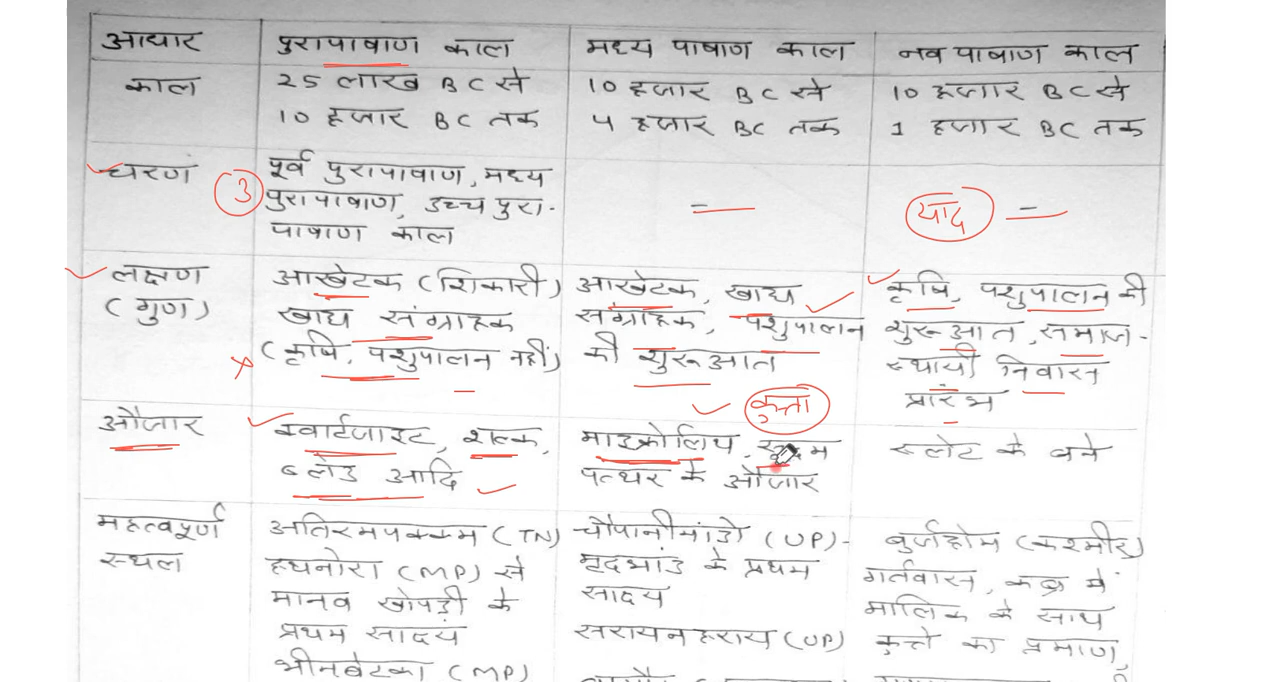 आधार
पुरापाषाण काल
मध्य पाषाण काल
नव पाषाण काल
काल
25 लाख BC से
10 हजार BC तक
10 हजार BC से
4 हजार BC तक
10 हजार BC से
1 हजार BC तक
चरण
3
पूर्व पुरापाषाण, मध्य
पुरापाषाण, उच्च पुरा-
पाषाण काल
-
याद
-
लक्षण
(गुण)
आखेटक (शिकारी)
खाद्य संग्राहक
(कृषि, पशुपालन नहीं)
आखेटक, खाद्य
संग्राहक, पशुपालन
की शुरूआत
कुत्ता
कृषि, पशुपालन की
शुरूआत, समाज-
स्थायी निवास
प्रारंभ
औजार
क्वार्टजाइट, शल्क,
ब्लेड आदि
माइक्रोलिथ,
पत्थर के औजार
स्लेट के बने
महत्वपूर्ण
स्थल
अतिरमपक्कम (TN)
हथनोरा (MP) से
मानव खोपड़ी के
प्रथम साक्ष्य
भीमबेटका (MP)
चौपानीमांडो (UP)-
मृदभांड के प्रथम
साक्ष्य
सरायनहराय (UP)
बुर्जहोम (कश्मीर)
गर्तवास, कब्र में
मालिक के साथ
कुत्ते का प्रमाण,